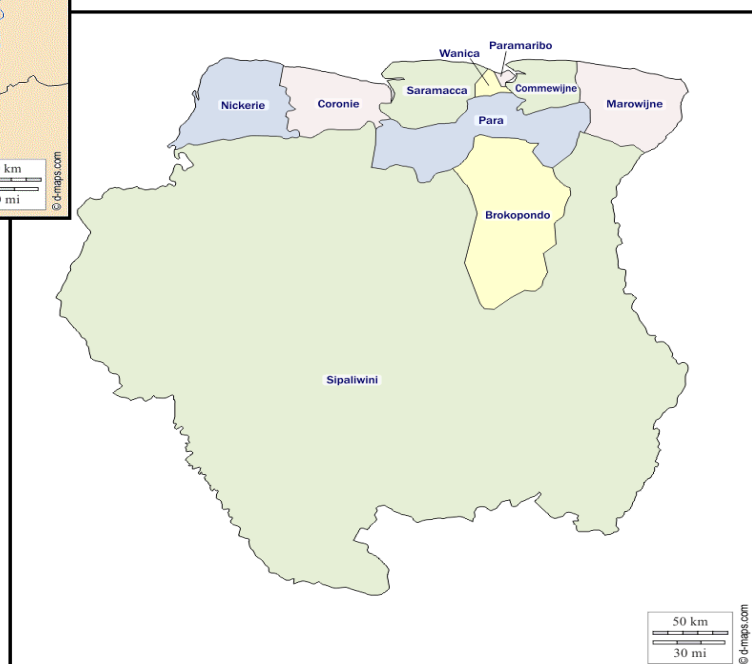 km
mi
© d-maps.com
Paramaribo
Wanica
Saramacca
Commewijne
Nickerie
Coronie
Marowijne
Para
Brokopondo
Sipaliwini
50 km
30 mi
© d-maps.com